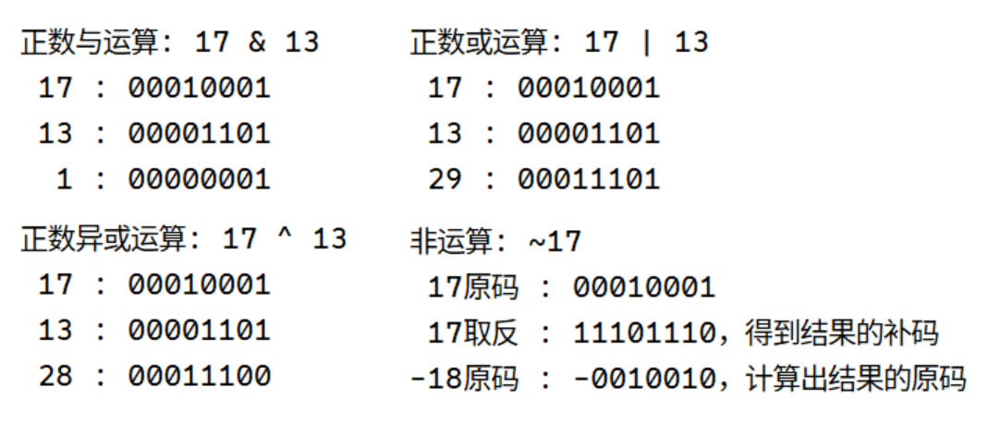 正数与运算: 17 & 13
17 : 00010001
13 : 00001101
1 : 00000001
正数或运算: 17 | 13
17 : 00010001
13 : 00001101
29 : 00011101
正数异或运算: 17 ^ 13
17 : 00010001
13 : 00001101
28 : 00011100
非运算: ~17
17原码 : 00010001
17取反 : 11101110，得到结果的补码
-18原码 : -0010010，计算出结果的原码